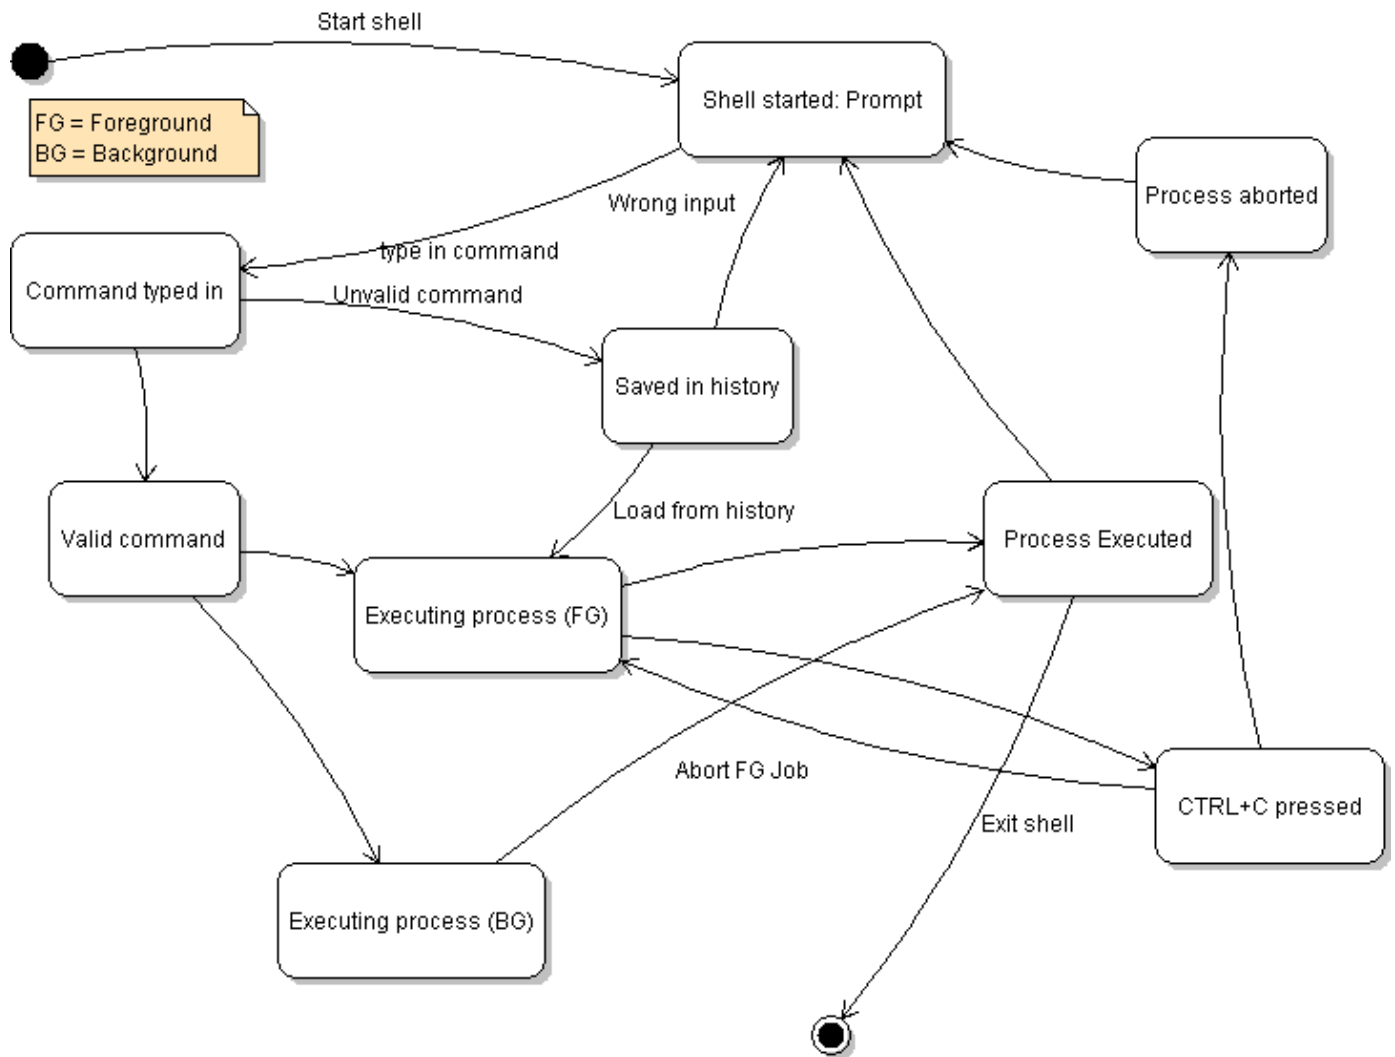 Start shell
Shell started: Prompt
FG = Foreground
BG = Background
Process aborted
Wrong input
type in command
Command typed in
Unvalid command
Saved in history
Load from history
Valid command
Process Executed
Executing process (FG)
Abort FG Job
CTRL+C pressed
Exit shell
Executing process (BG)